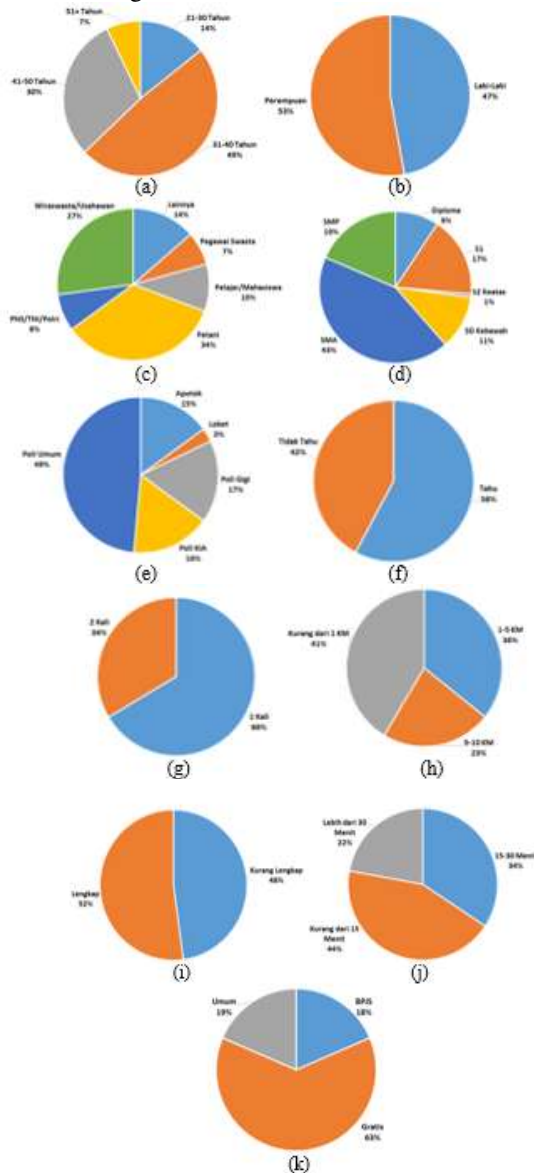 51+ Tahun
7%
21-30 Tahun
14%
41-50 Tahun
30%
31-40 Tahun
49%
(a)
Perempuan
53%
Laki-Laki
47%
(b)
Wiraswasta/Usahawan
27%
Lainnya
14%
Pegawai Swasta
7%
Pelajar/Mahasiswa
10%
Petani
34%
PNS/TNI/Polri
8%
(c)
SMP
Diploma
9%
S1
17%
S2 Keatas
1%
SD Kebawah
11%
SMA
(d)
Apotek
15%
Loket
3%
Poli Gigi
17%
Poli KIA
16%
Poli Umum
49%
(e)
Tidak Tahu
42%
Tahu
58%
(f)
2 Kali
34%
1 Kali
66%
(g)
Kurang dari 1 KM
41%
1-5 KM
36%
5-10 KM
23%
(h)
Lengkap
52%
Kurang Lengkap
48%
(i)
Lebih dari 30
Menit
22%
15-30 Menit
34%
Kurang dari 15
Menit
44%
(j)
Umum
19%
BPJS
18%
Gratis
63%
(k)